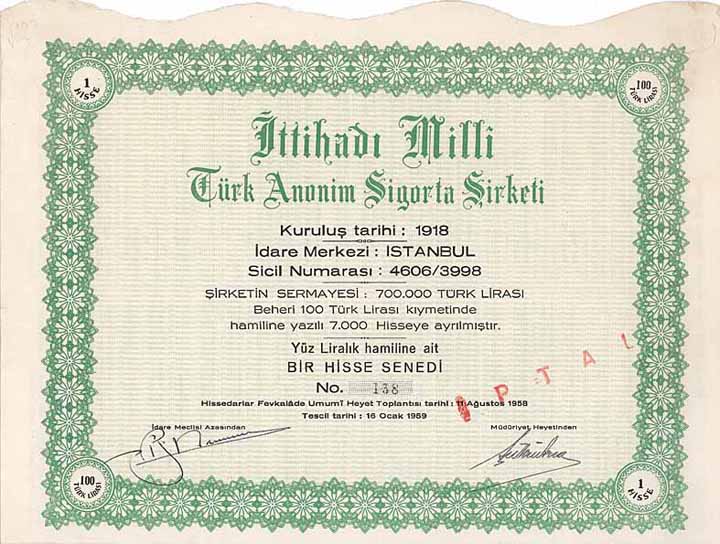 1 HİSSE
100 TÜRK LİRASI
İttihadı Milli
Türk Anonim Sigorta Şirketi
Kuruluş tarihi : 1918
İdare Merkezi : İSTANBUL
Sicil Numarası : 4606/3998
ŞİRKETİN SERMAYESİ : 700.000 TÜRK LİRASI
Beheri 100 Türk Lirası kıymetinde
hamiline yazılı 7.000 Hisseye ayrılmıştır.
Yüz Liralık hamiline ait
BİR HİSSE SENEDİ
No. 138
İPTAL
Hissedarlar Fevkalâde Umumî Heyet Toplantısı tarihi : 11 Ağustos 1958
Tescil tarihi : 16 Ocak 1959
İdare Meclisi Azasından
Müdüriyet Heyetinden
100 TÜRK LİRASI
1 HİSSE